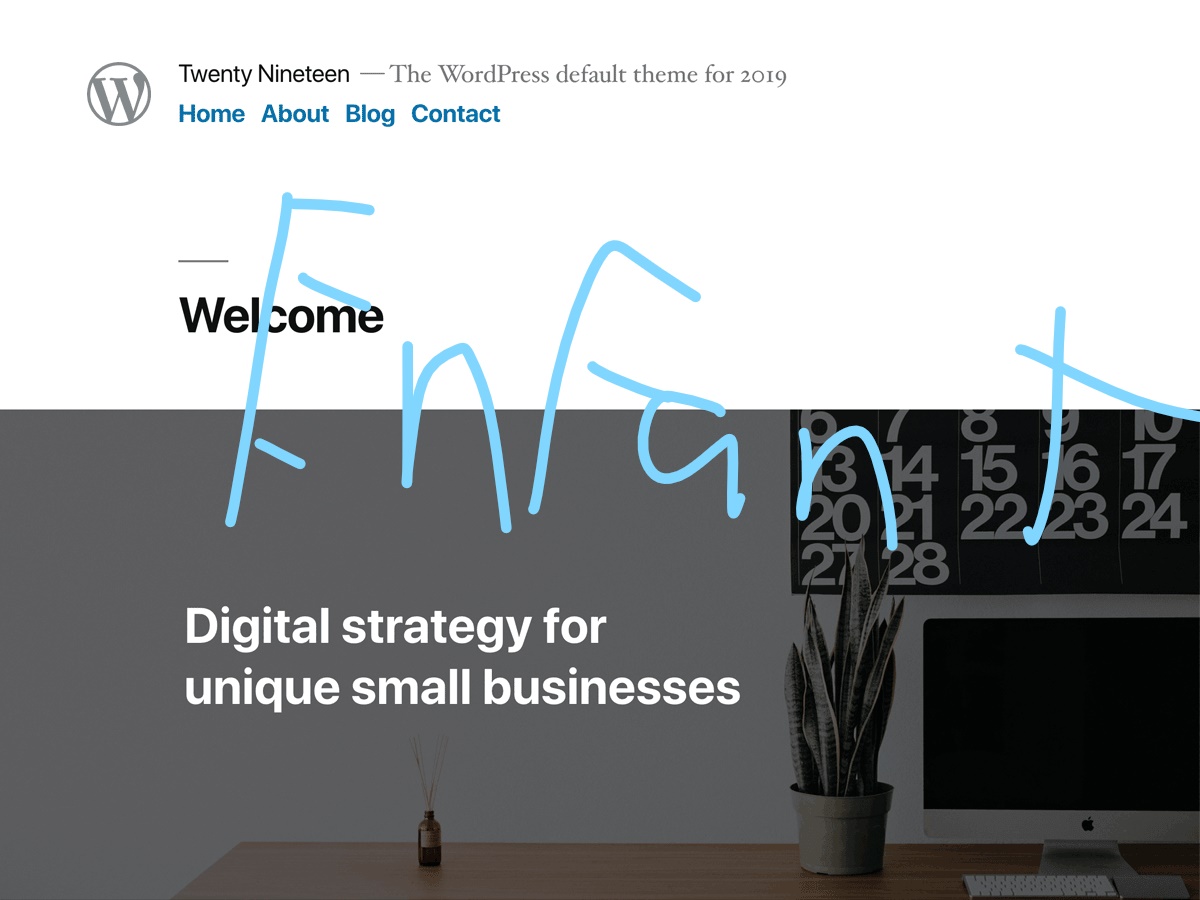 Twenty Nineteen — The WordPress default theme for 2019
Home About Blog Contact
Welcome
EnFant
6 7 8 9 10
13 14 15 16 17
20 21 22 23 24
27 28
Digital strategy for
unique small businesses